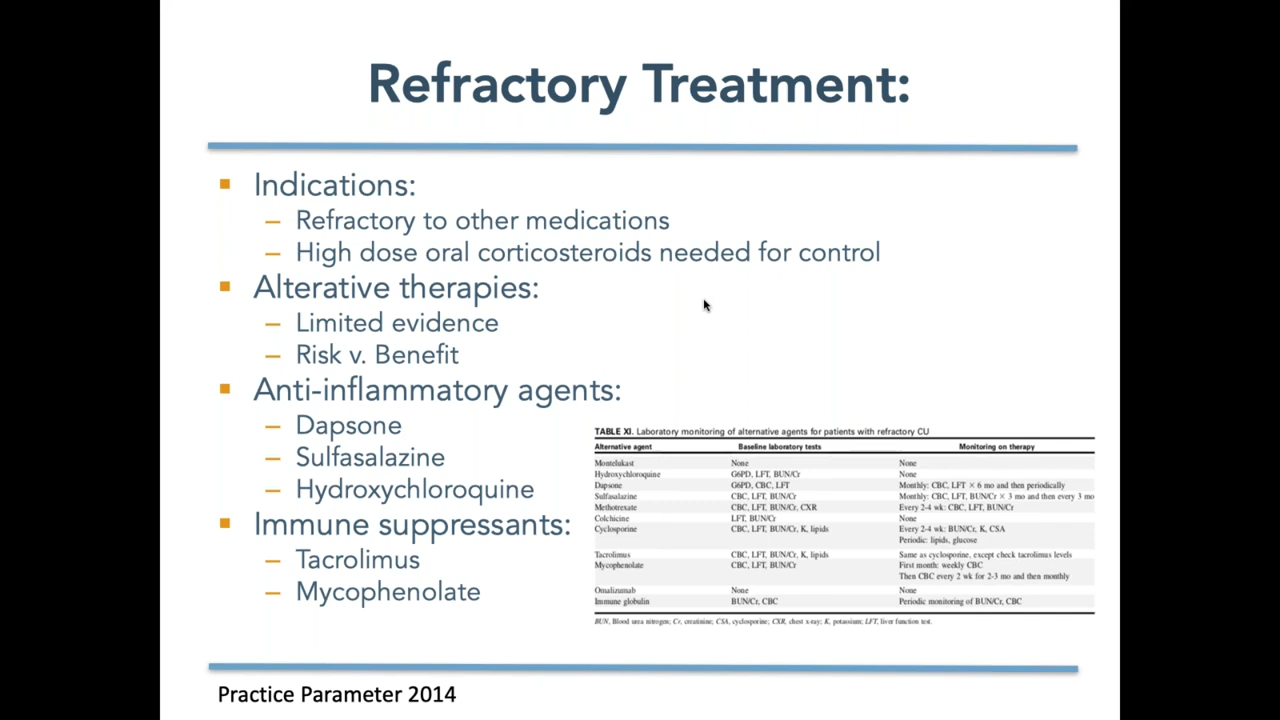 Refractory Treatment:
Indications:
– Refractory to other medications
– High dose oral corticosteroids needed for control
Alterative therapies:
– Limited evidence
– Risk v. Benefit
Anti-inflammatory agents:
– Dapsone
– Sulfasalazine
– Hydroxychloroquine
Immune suppressants:
– Tacrolimus
– Mycophenolate
TABLE XI. Laboratory monitoring of alternative agents for patients with refractory CU
Alternative agent Baseline laboratory tests Monitoring on therapy
Montelukast None None
Hydroxychloroquine G6PD, LFT, BUN/Cr None
Dapsone G6PD, CBC, LFT Monthly: CBC, LFT × 6 mo and then periodically
Sulfasalazine CBC, LFT, BUN/Cr Monthly: CBC, LFT, BUN/Cr × 3 mo and then every 3 mo
Methotrexate CBC, LFT, BUN/Cr, CXR Every 2-4 wk: CBC, LFT, BUN/Cr
Colchicine LFT, BUN/Cr None
Cyclosporine CBC, LFT, BUN/Cr, K, lipids Every 2-4 wk: BUN/Cr, K, CSA
Periodic: lipids, glucose
Tacrolimus CBC, LFT, BUN/Cr, K, lipids Same as cyclosporine, except check tacrolimus levels
Mycophenolate CBC, LFT, BUN/Cr First month: weekly CBC
Then CBC every 2 wk for 2-3 mo and then monthly
Omalizumab None None
Immune globulin BUN/Cr, CBC Periodic monitoring of BUN/Cr, CBC
BUN, Blood urea nitrogen; Cr, creatinine; CSA, cyclosporine; CXR, chest x-ray; K, potassium; LFT, liver function test.
Practice Parameter 2014